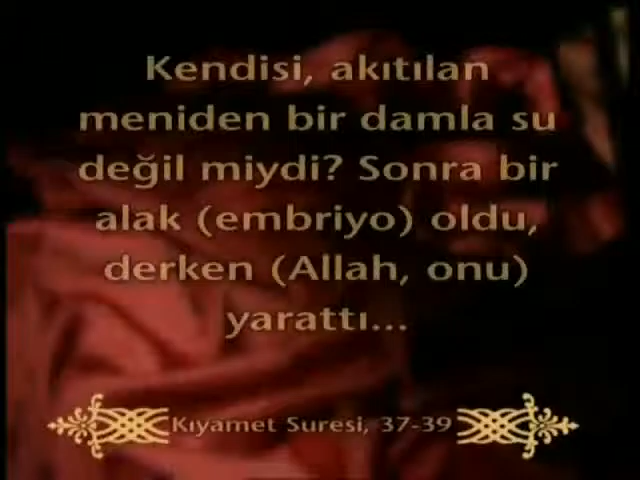 Kendisi, akıtılan
meniden bir damla su
değil miydi? Sonra bir
alak (embriyo) oldu,
derken (Allah, onu)
yarattı...
Kıyamet Suresi, 37-39